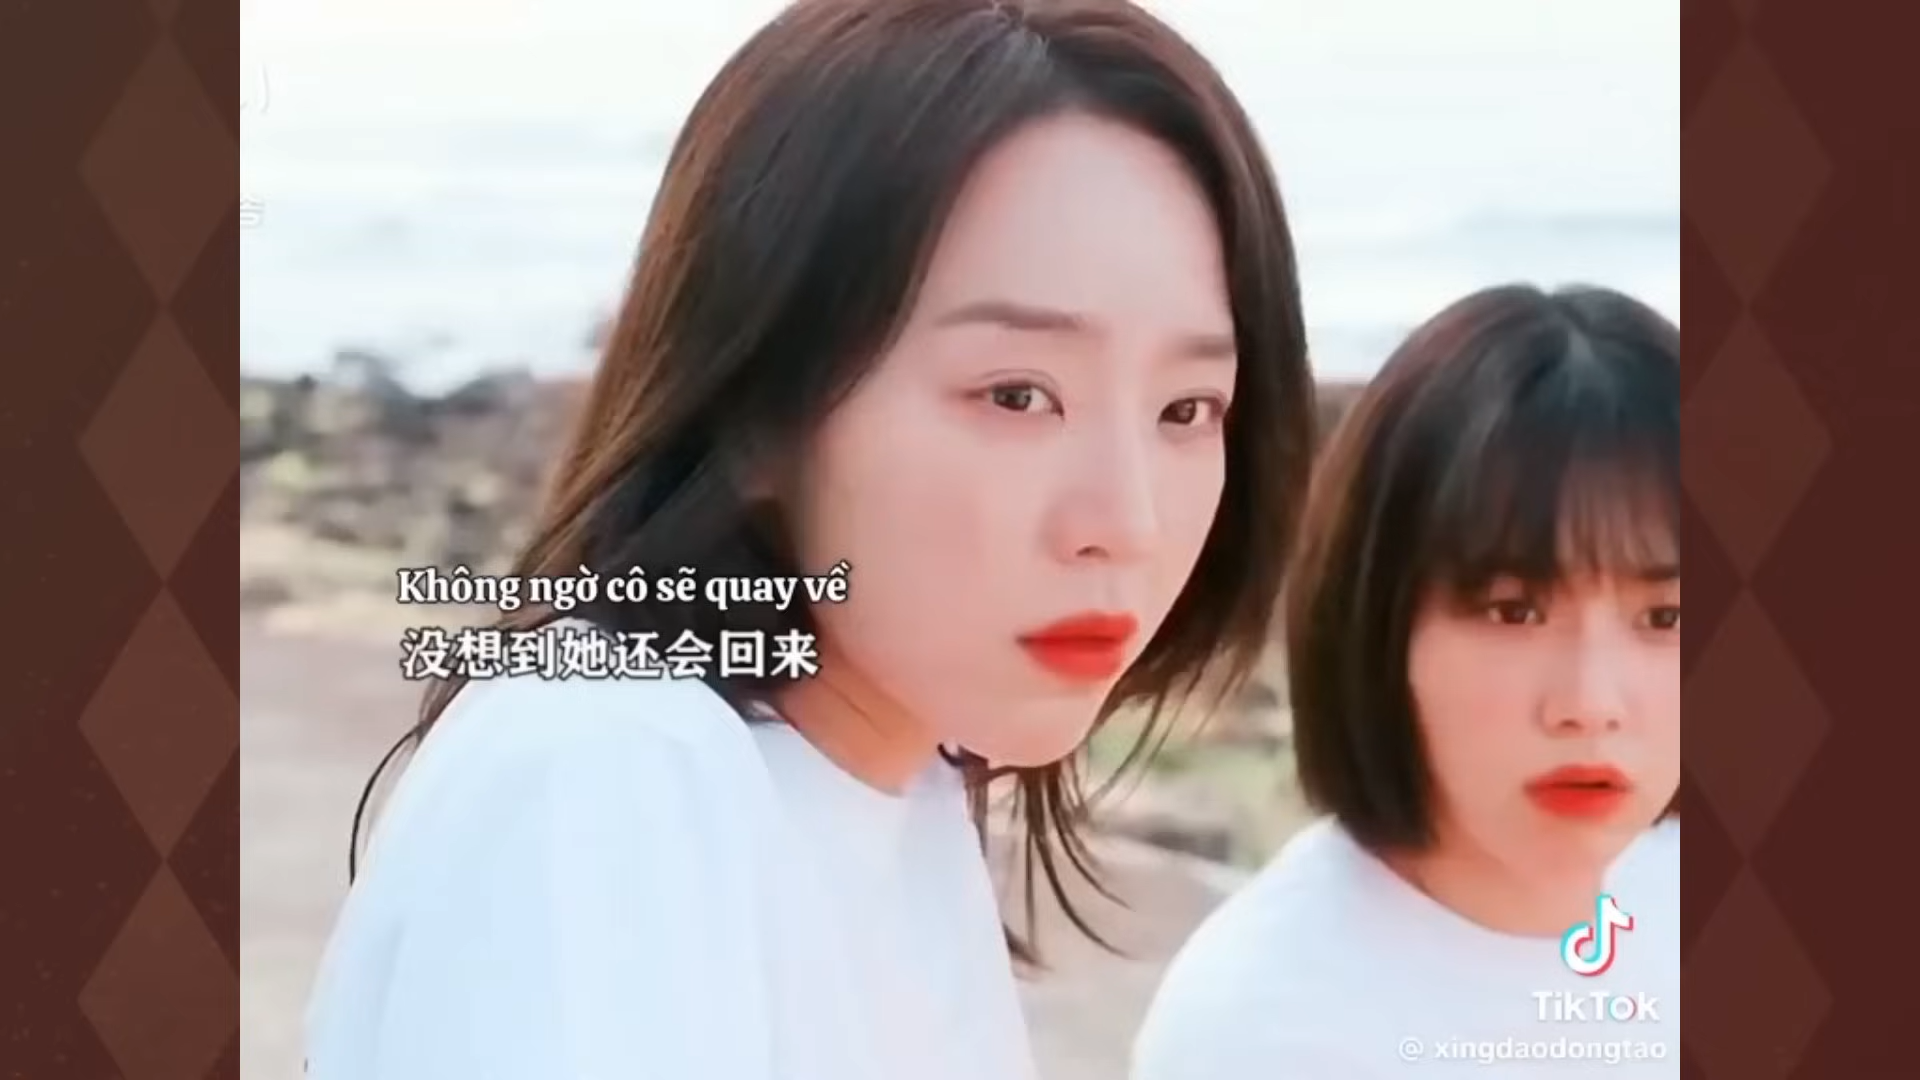 Không ngờ cô sẽ quay về
没想到她还会回来
TikTok
@ xingdaodongtao